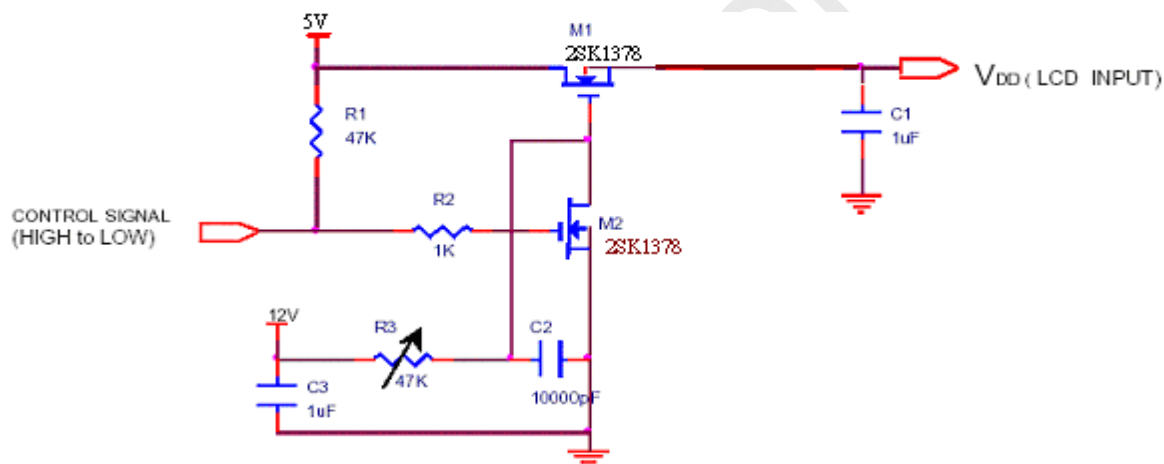 5V
M1
2SK1378
VDD ( LCD INPUT)
R1
47K
C1
1uF
CONTROL SIGNAL
(HIGH to LOW)
R2
1K
M2
2SK1378
12V
R3
47K
C2
10000pF
C3
1uF